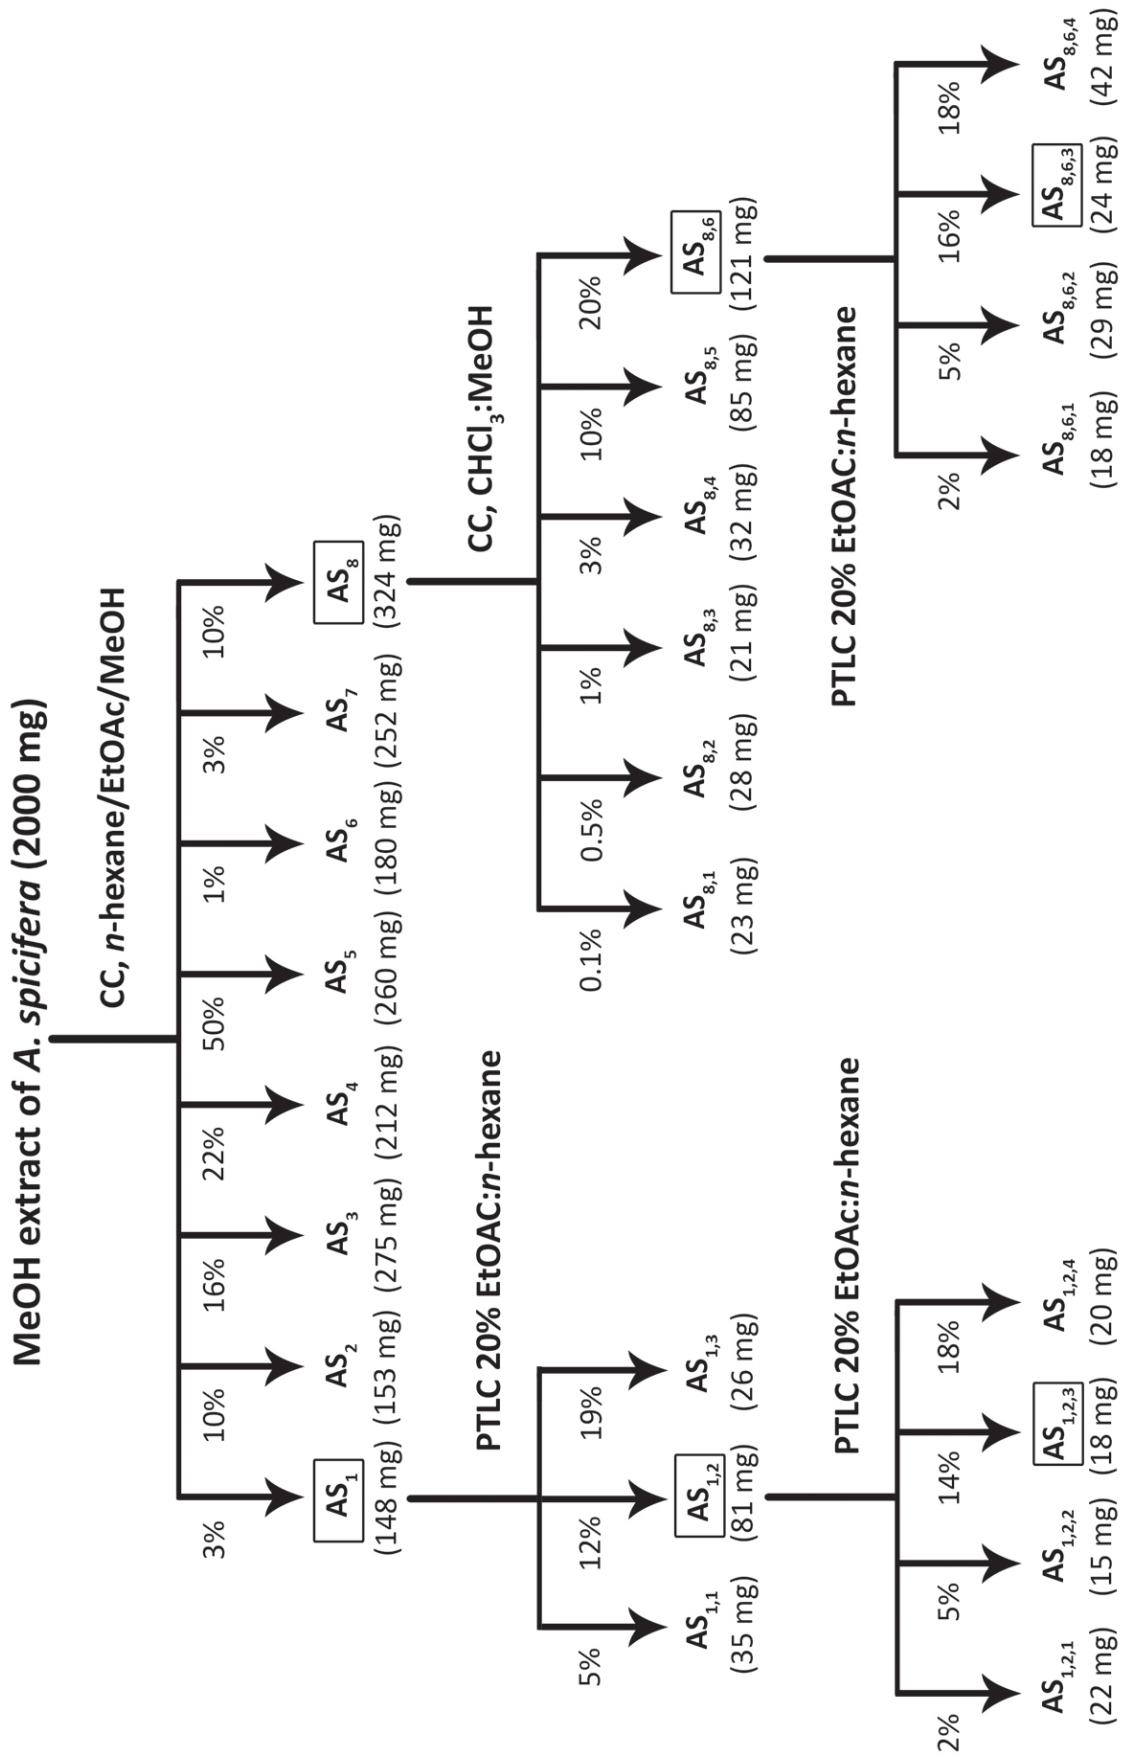 MeOH extract of A. spicifera (2000 mg)
CC, n-hexane/EtOAc/MeOH
3% 10% 16% 22% 50% 1% 3% 10%
AS1 AS2 AS3 AS4 AS5 AS6 AS7 AS8
(148 mg) (153 mg) (275 mg) (212 mg) (260 mg) (180 mg) (252 mg) (324 mg)
PTLC 20% EtOAC:n-hexane
CC, CHCl3:MeOH
5% 12% 19%
0.1% 0.5% 1% 3% 10% 20%
AS1,1 AS1,2 AS1,3
AS8,1 AS8,2 AS8,3 AS8,4 AS8,5 AS8,6
(35 mg) (81 mg) (26 mg)
(23 mg) (28 mg) (21 mg) (32 mg) (85 mg) (121 mg)
PTLC 20% EtOAc:n-hexane
PTLC 20% EtOAC:n-hexane
2% 5% 14% 18%
2% 5% 16% 18%
AS1,2,1 AS1,2,2 AS1,2,3 AS1,2,4
AS8,6,1 AS8,6,2 AS8,6,3 AS8,6,4
(22 mg) (15 mg) (18 mg) (20 mg)
(18 mg) (29 mg) (24 mg) (42 mg)